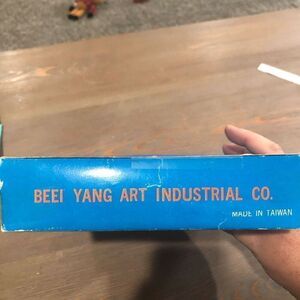 BEEI YANG ART INDUSTRIAL CO.
MADE IN TAIWAN